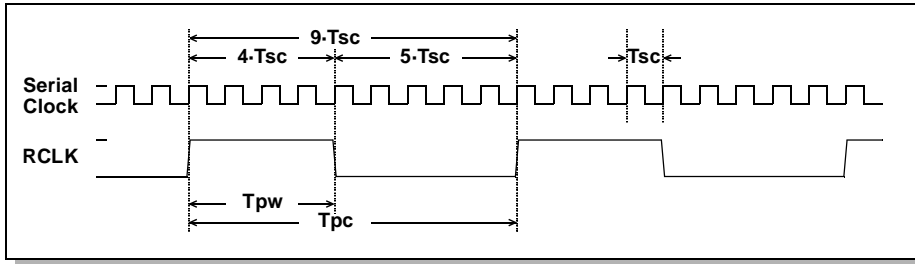 9·Tsc
4·Tsc
5·Tsc
Tsc
Serial
Clock
RCLK
Tpw
Tpc